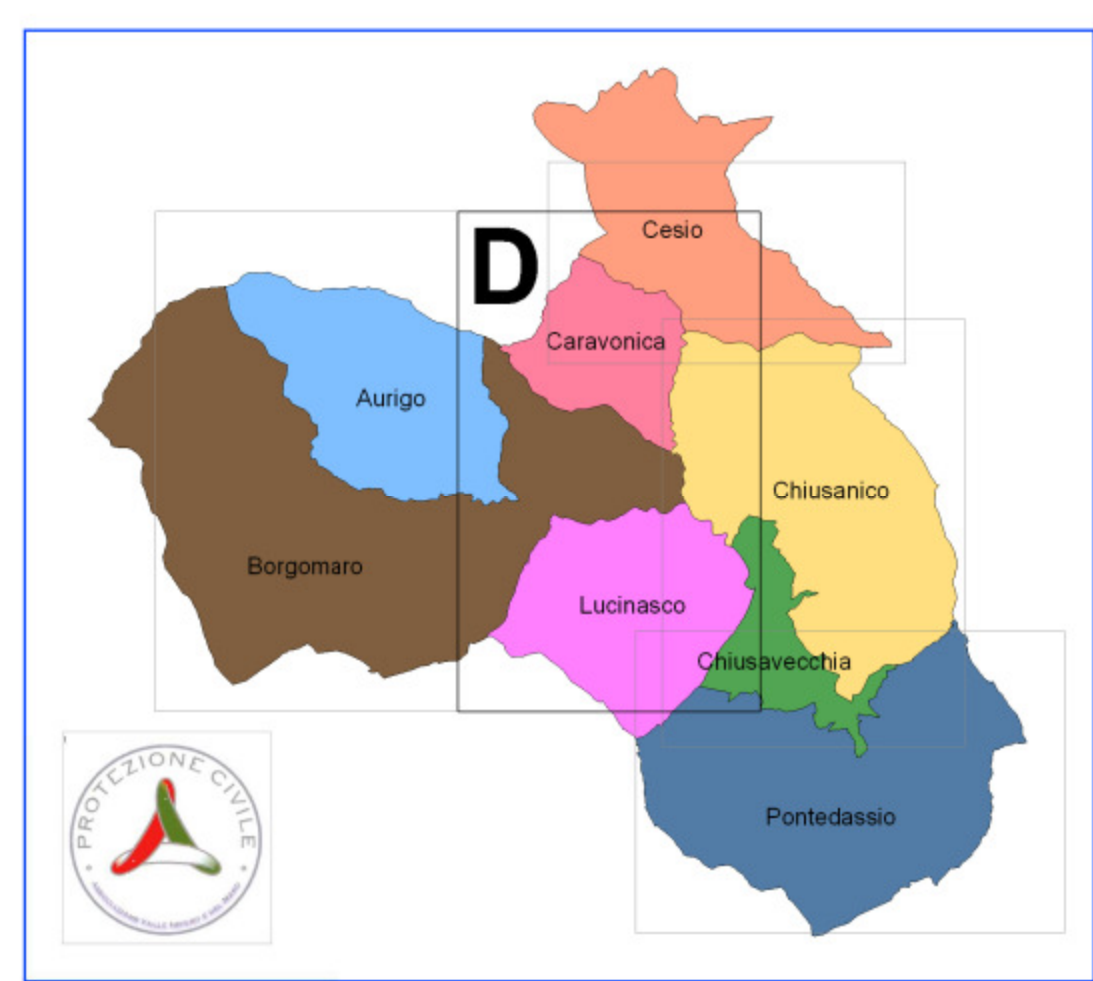 Cesio
D
Caravonica
Aurigo
Chiusanico
Borgomaro
Lucinasco
Chiusavecchia
Pontedassio
PROTEZIONE CIVILE